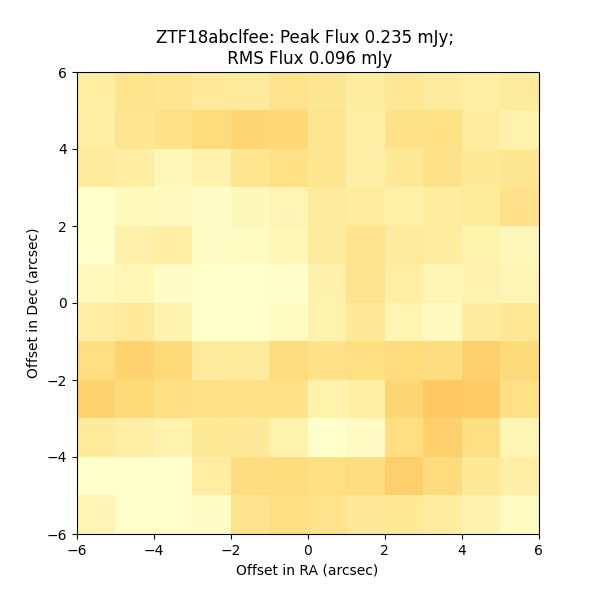 ZTF18abclfee: Peak Flux 0.235 mJy;
RMS Flux 0.096 mJy
6
4
2
0
−2
−4
−6
Offset in Dec (arcsec)
−6 −4 −2 0 2 4 6
Offset in RA (arcsec)